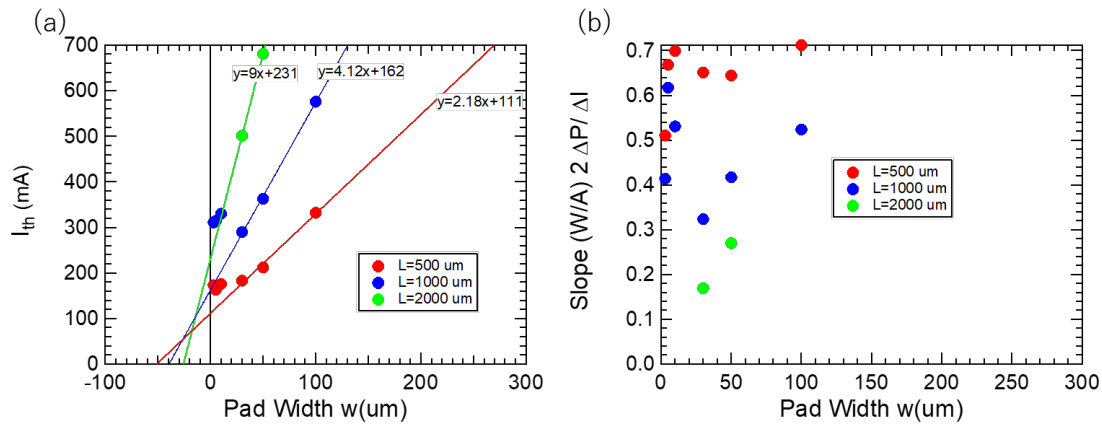 (a)
(b)
700
600
500
400
300
200
100
0
-100
0
100
200
300
I_th (mA)
Pad Width w(um)
y=9x+231
y=4.12x+162
y=2.18x+111
L=500 um
L=1000 um
L=2000 um
0.7
0.6
0.5
0.4
0.3
0.2
0.1
0.0
0
50
100
150
200
250
300
Slope (W/A) 2 ΔP/ ΔI
Pad Width w(um)
L=500 um
L=1000 um
L=2000 um